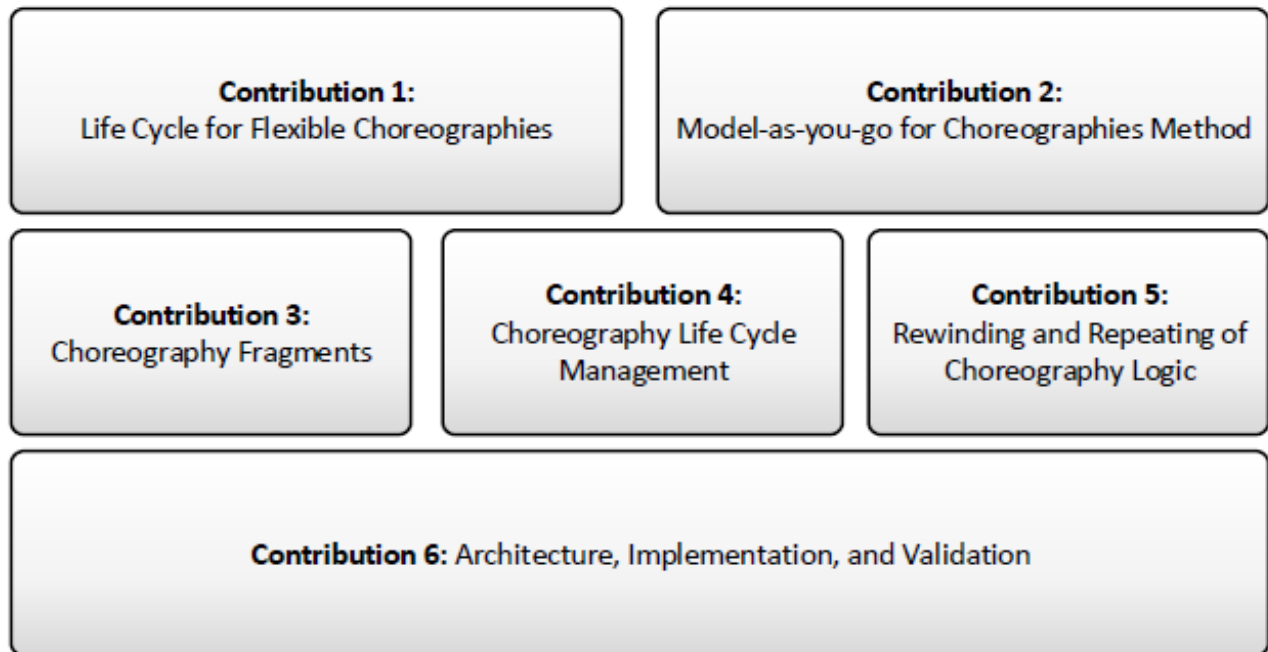 Contribution 1:
Life Cycle for Flexible Choreographies
Contribution 2:
Model-as-you-go for Choreographies Method
Contribution 3:
Choreography Fragments
Contribution 4:
Choreography Life Cycle
Management
Contribution 5:
Rewinding and Repeating of
Choreography Logic
Contribution 6: Architecture, Implementation, and Validation